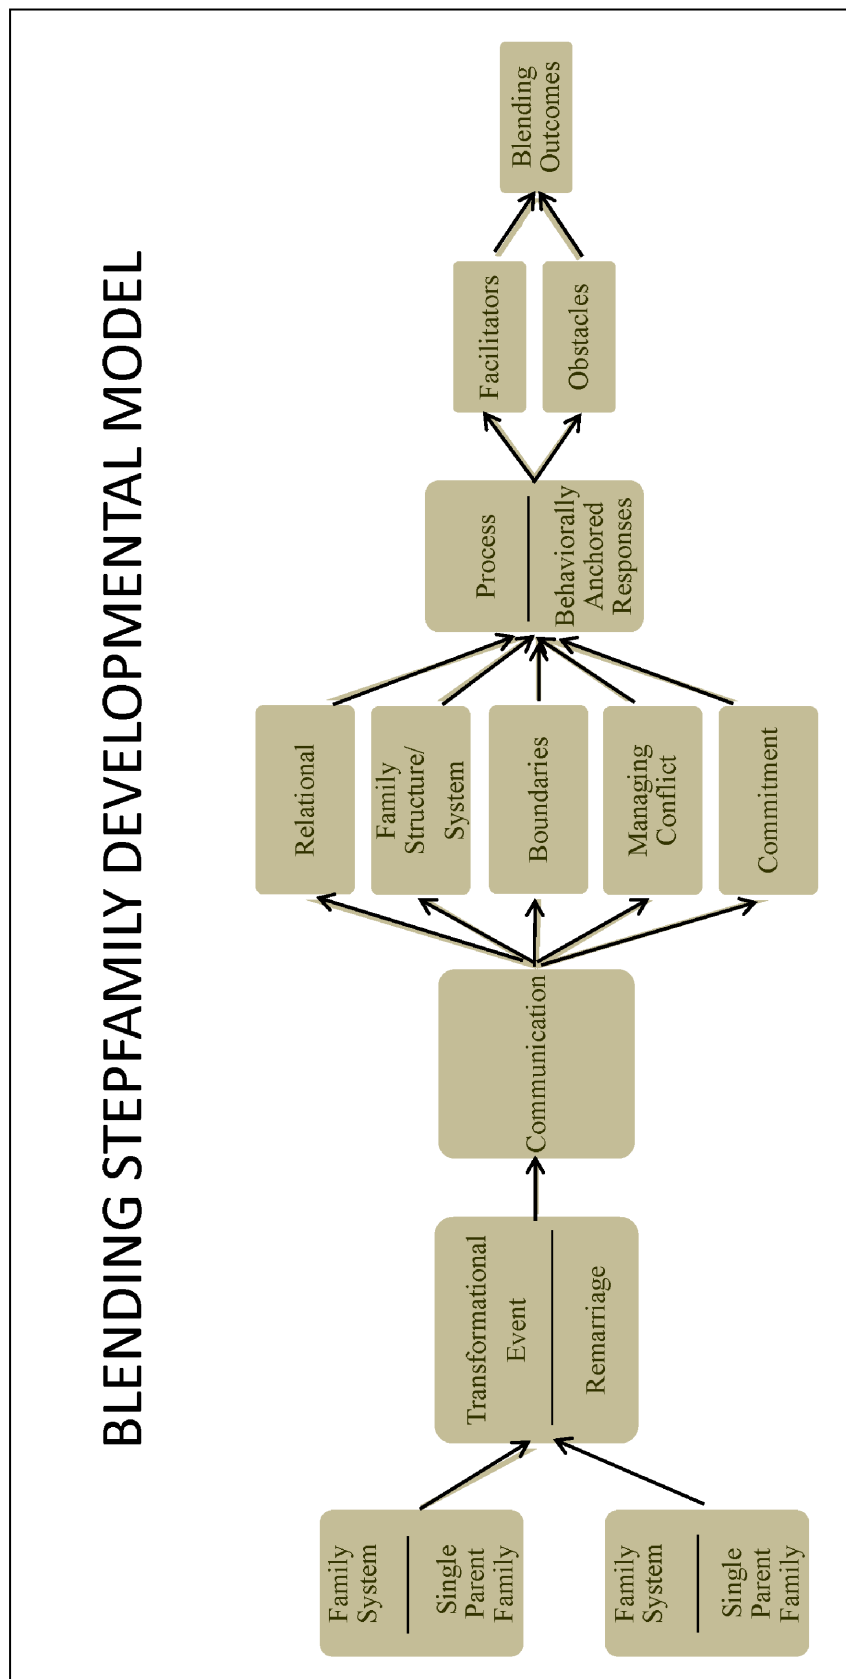 BLENDING STEPFAMILY DEVELOPMENTAL MODEL
Family
System
Single
Parent
Family
Family
System
Single
Parent
Family
Transformational
Event
Remarriage
Communication
Relational
Family
Structure/
System
Boundaries
Managing
Conflict
Commitment
Process
Behaviorally
Anchored
Responses
Facilitators
Obstacles
Blending
Outcomes